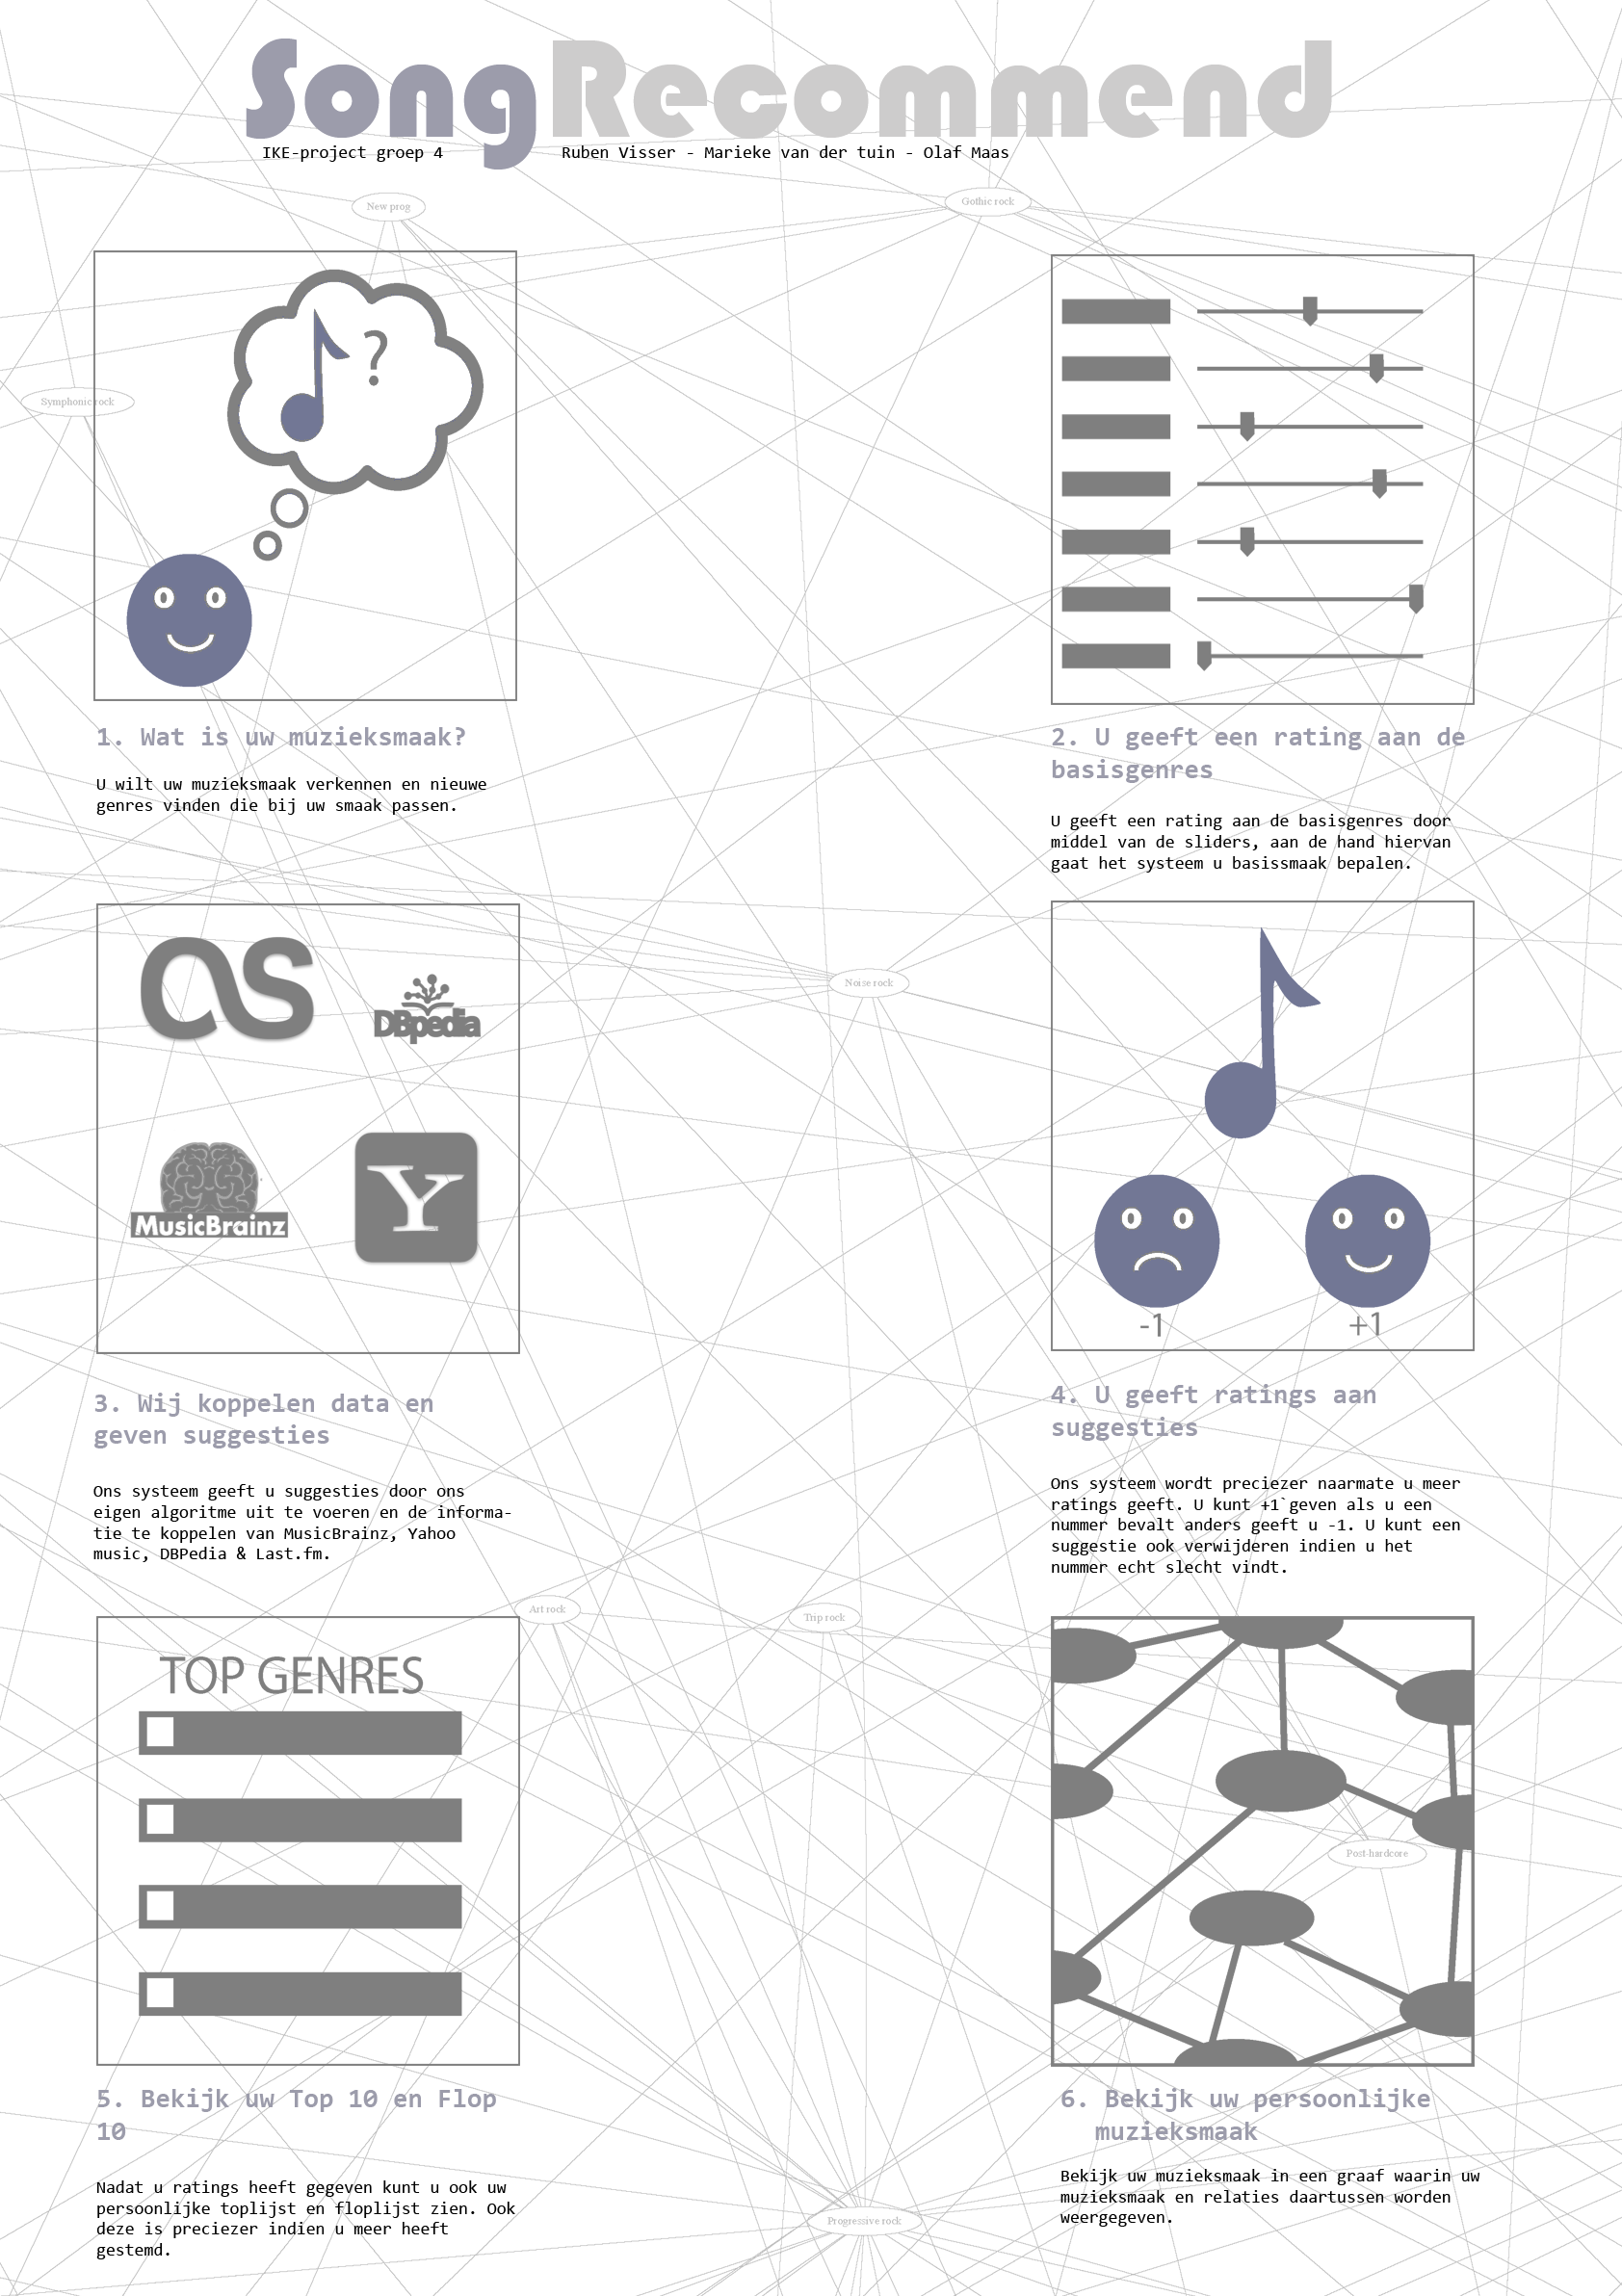 SongRecommend
IKE-project groep 4
Ruben Visser - Marieke van der tuin - Olaf Maas
New prog
Gothic rock
Symphonic rock
?
1. Wat is uw muzieksmaak?
U wilt uw muzieksmaak verkennen en nieuwe
genres vinden die bij uw smaak passen.
2. U geeft een rating aan de
basisgenres
U geeft een rating aan de basisgenres door
middel van de sliders, aan de hand hiervan
gaat het systeem u basissmaak bepalen.
Noise rock
as
DBpedia
MusicBrainz
Y
3. Wij koppelen data en
geven suggesties
Ons systeem geeft u suggesties door ons
eigen algoritme uit te voeren en de informa-
tie te koppelen van MusicBrainz, Yahoo
music, DBPedia & Last.fm.
-1
+1
4. U geeft ratings aan
suggesties
Ons systeem wordt preciezer naarmate u meer
ratings geeft. U kunt +1`geven als u een
nummer bevalt anders geeft u -1. U kunt een
suggestie ook verwijderen indien u het
nummer echt slecht vindt.
Art rock
Trip rock
TOP GENRES
5. Bekijk uw Top 10 en Flop
10
Nadat u ratings heeft gegeven kunt u ook uw
persoonlijke toplijst en floplijst zien. Ook
deze is preciezer indien u meer heeft
gestemd.
Post-hardcore
6. Bekijk uw persoonlijke
muzieksmaak
Bekijk uw muzieksmaak in een graaf waarin uw
muzieksmaak en relaties daartussen worden
weergegeven.
Progressive rock